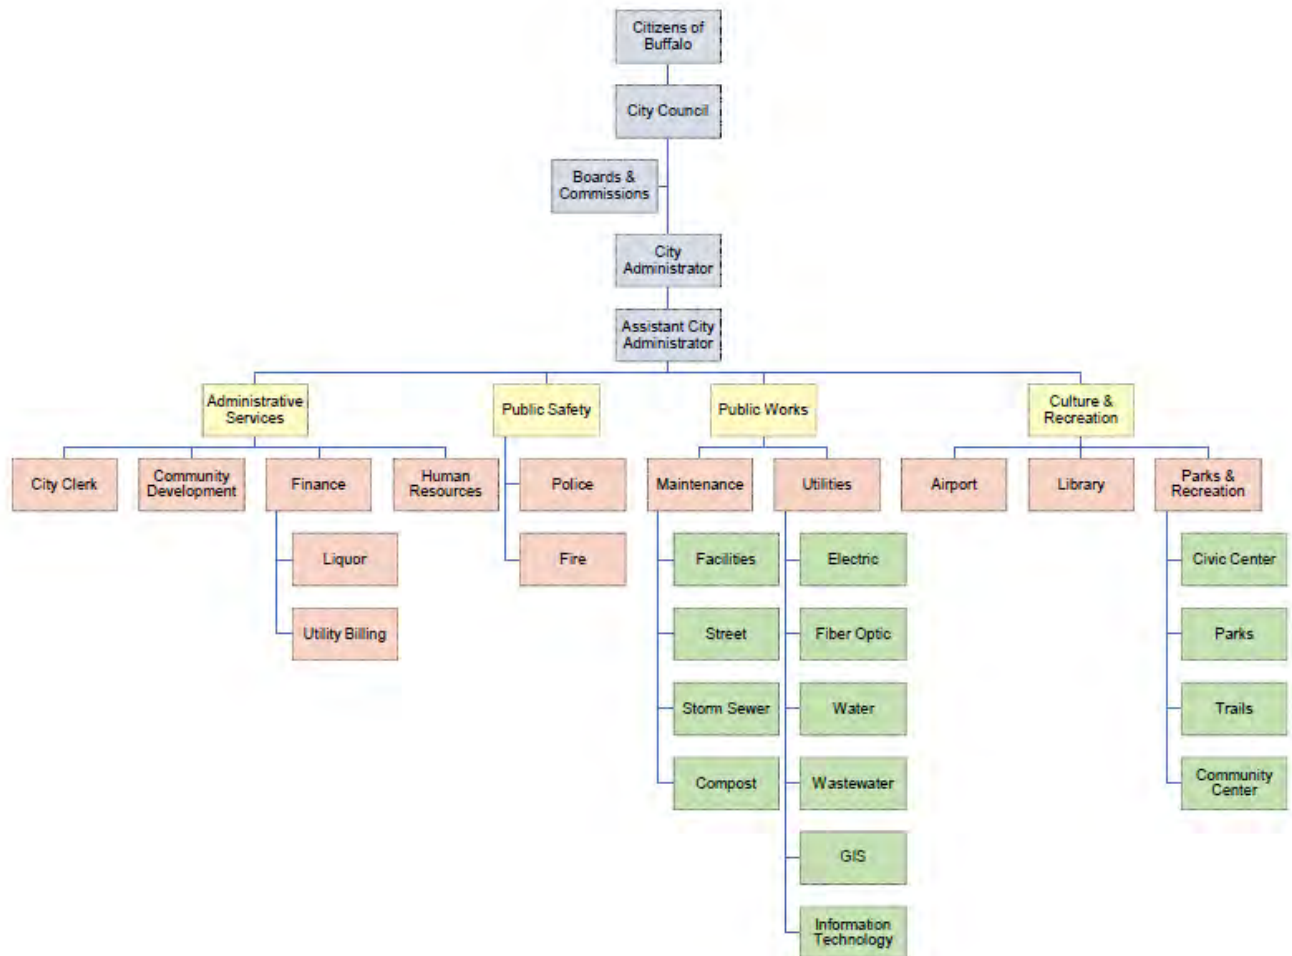 Citizens of
Buffalo
City Council
Boards &
Commissions
City
Administrator
Assistant City
Administrator
Administrative
Services
Public Safety
Public Works
Culture &
Recreation
City Clerk
Community
Development
Finance
Human
Resources
Police
Maintenance
Utilities
Airport
Library
Parks &
Recreation
Liquor
Fire
Facilities
Electric
Civic Center
Utility Billing
Street
Fiber Optic
Parks
Storm Sewer
Water
Trails
Compost
Wastewater
Community
Center
GIS
Information
Technology